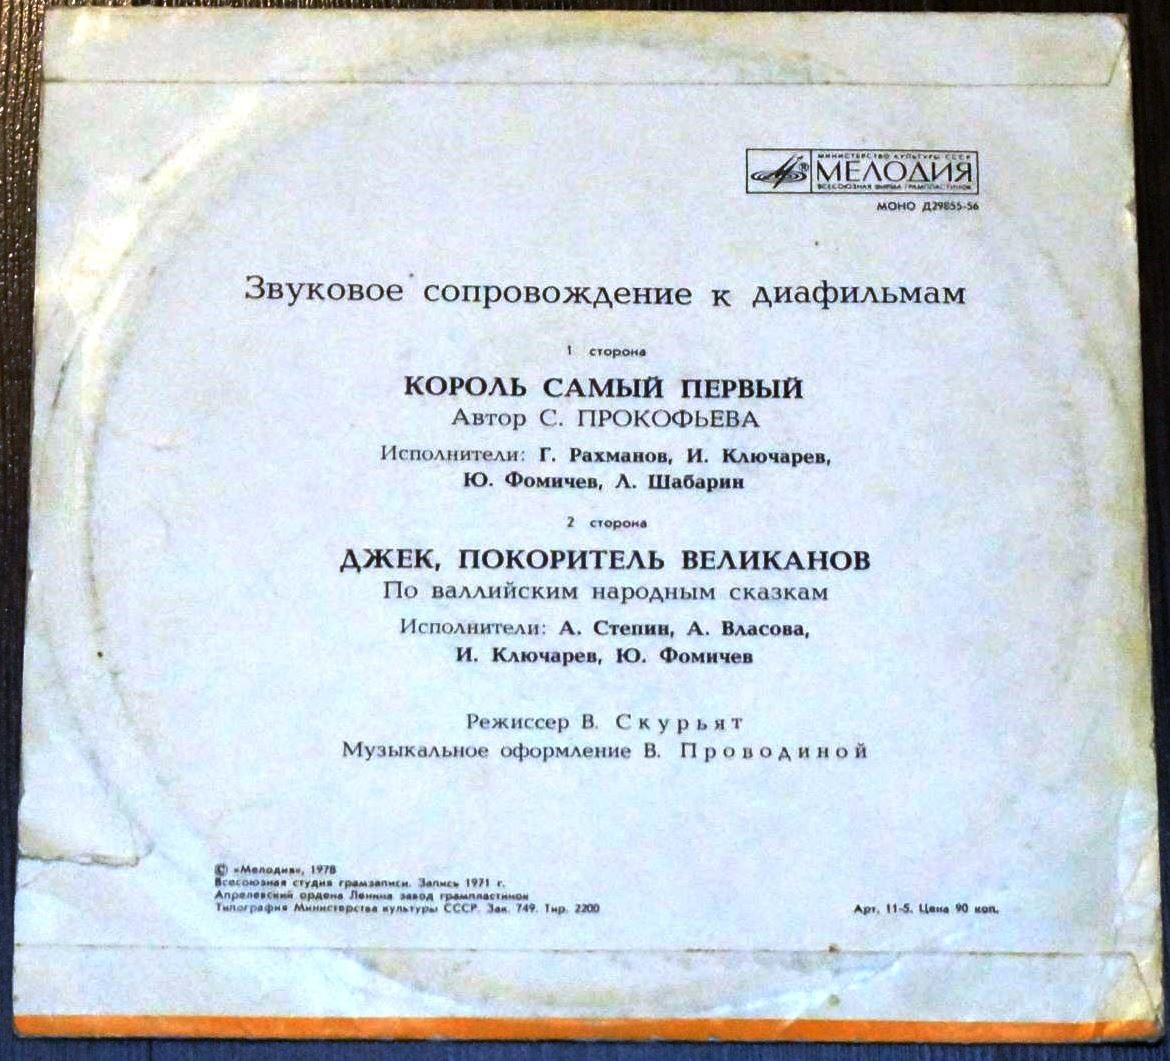 МИНИСТЕРСТВО КУЛЬТУРЫ СССР
МЕЛОДИЯ
ВСЕСОЮЗНАЯ ФИРМА ГРАМПЛАСТИНОК
МОНО Д29855-56
Звуковое сопровождение к диафильмам
1 сторона
КОРОЛЬ САМЫЙ ПЕРВЫЙ
Автор С. ПРОКОФЬЕВА
Исполнители: Г. Рахманов, И. Ключарев,
Ю. Фомичев, Л. Шабарин
2 сторона
ДЖЕК, ПОКОРИТЕЛЬ ВЕЛИКАНОВ
По валлийским народным сказкам
Исполнители: А. Степин, А. Власова,
И. Ключарев, Ю. Фомичев
Режиссер В. Скурьят
Музыкальное оформление В. Проводиной
© «Мелодия», 1978
Всесоюзная студия грамзаписи. Запись 1971 г.
Апрелевский ордена Ленина завод грампластинок
Типография Министерства культуры СССР. Зак. 749. Тир. 2200
Арт. 11-5. Цена 90 коп.